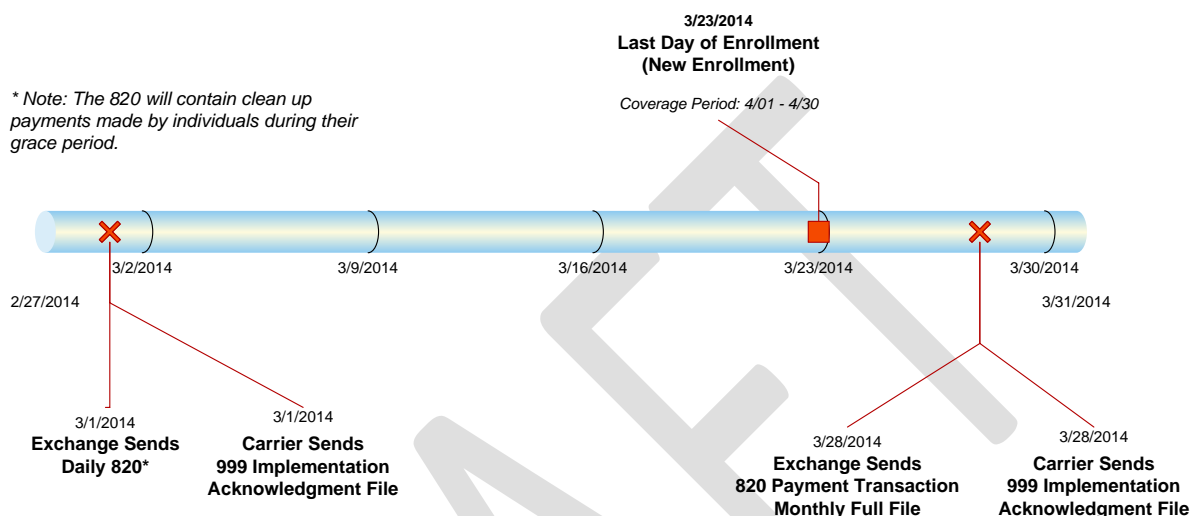 3/23/2014
Last Day of Enrollment
(New Enrollment)
Coverage Period: 4/01 - 4/30
* Note: The 820 will contain clean up
payments made by individuals during their
grace period.
3/2/2014
3/9/2014
3/16/2014
3/23/2014
3/30/2014
2/27/2014
3/31/2014
3/1/2014
Exchange Sends
Daily 820*
3/1/2014
Carrier Sends
999 Implementation
Acknowledgment File
3/28/2014
Exchange Sends
820 Payment Transaction
Monthly Full File
3/28/2014
Carrier Sends
999 Implementation
Acknowledgment File